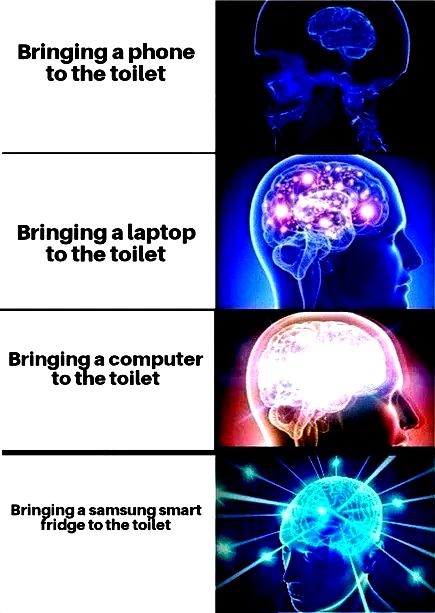 Bringing a phone
to the toilet
Bringing a laptop
to the toilet
Bringing a computer
to the toilet
Bringing a samsung smart
fridge to the toilet